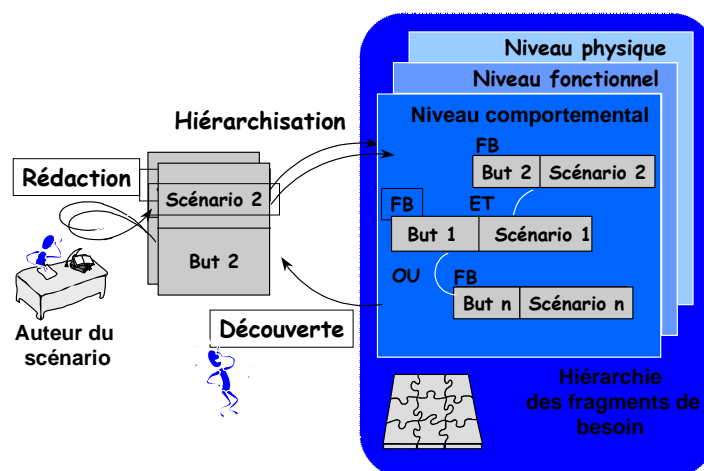 Niveau physique
Niveau fonctionnel
Niveau comportemental
Hiérarchisation
FB
But 2 Scénario 2
Rédaction
Scénario 2
FB ET
But 1 Scénario 1
But 2
OU FB
But n Scénario n
Auteur du
scénario
Découverte
Hiérarchie
des fragments de
besoin